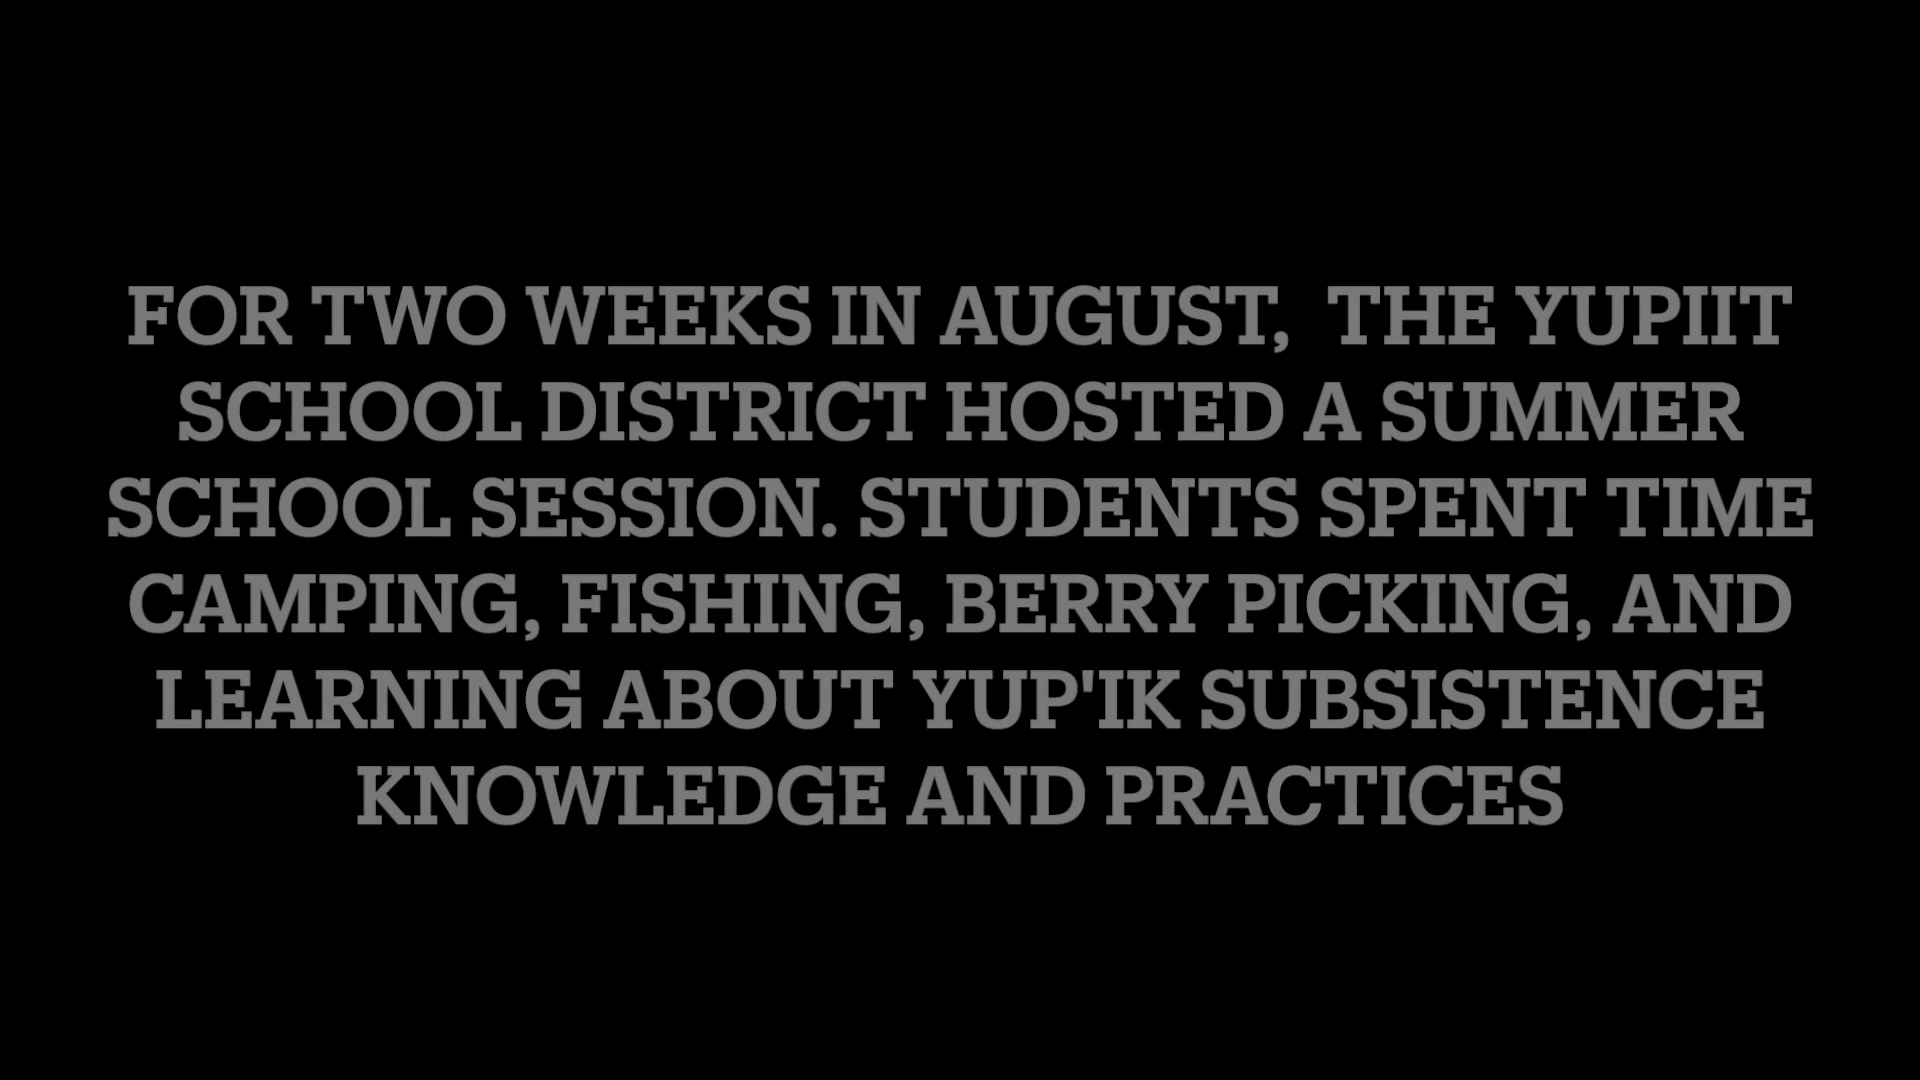 FOR TWO WEEKS IN AUGUST,  THE YUPIIT
SCHOOL DISTRICT HOSTED A SUMMER
SCHOOL SESSION. STUDENTS SPENT TIME
CAMPING, FISHING, BERRY PICKING, AND
LEARNING ABOUT YUP'IK SUBSISTENCE
KNOWLEDGE AND PRACTICES